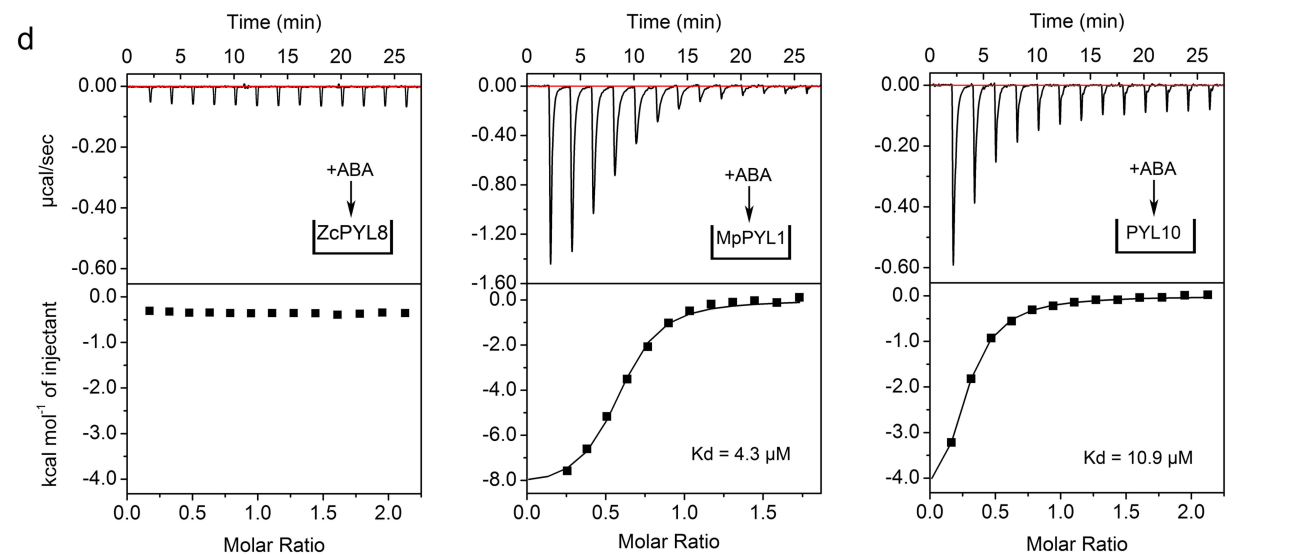 d
Time (min)
0 5 10 15 20 25
0.00
-0.20
-0.40
-0.60
µcal/sec
+ABA
ZcPYL8
0.0
-1.0
-2.0
-3.0
-4.0
kcal mol⁻¹ of injectant
0.0 0.5 1.0 1.5 2.0
Molar Ratio
Time (min)
0 5 10 15 20 25
0.00
-0.40
-0.80
-1.20
-1.60
+ABA
MpPYL1
0.0
-2.0
-4.0
-6.0
-8.0
Kd = 4.3 µM
0.0 0.5 1.0 1.5
Molar Ratio
Time (min)
0 5 10 15 20 25
0.00
-0.20
-0.40
-0.60
+ABA
PYL10
0.0
-1.0
-2.0
-3.0
-4.0
Kd = 10.9 µM
0.0 0.5 1.0 1.5 2.0
Molar Ratio